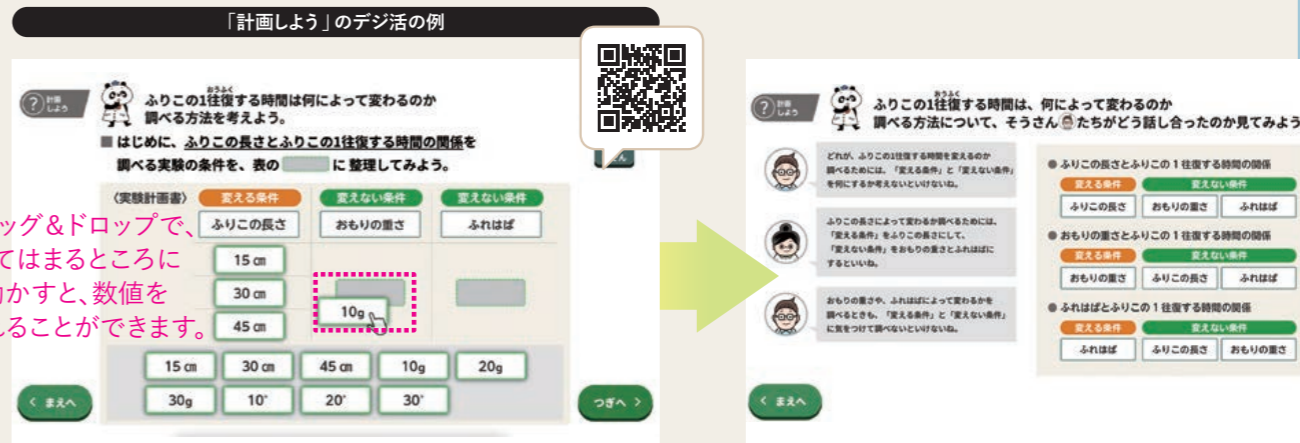 「計画しよう」のデジ活の例
? 計画
しよう
おうふく
ふりこの1往復する時間は何によって変わるのか
調べる方法を考えよう。
■ はじめに、ふりこの長さとふりこの1往復する時間の関係を
調べる実験の条件を、表の に整理してみよう。
〈実験計画書〉 変える条件 変えない条件 変えない条件
ふりこの長さ おもりの重さ ふれはば
ッグ&ドロップで、
てはまるところに
かすと、数値を
ることができます。
15 cm
30 cm
45 cm
10g
15 cm 30 cm 45 cm 10g 20g
30g 10° 20° 30°
< まえへ
つぎへ >
? 計画
しよう
おうふく
ふりこの1往復する時間は、何によって変わるのか
調べる方法について、そうさんたちがどう話し合ったのか見てみよう
どれが、ふりこの1往復する時間を変えるのか
調べるためには、「変える条件」と「変えない条件」
を何にするか考えないといけないね。
ふりこの長さによって変わるか調べるためには、
「変える条件」をふりこの長さにして、
「変えない条件」をおもりの重さとふれはばに
するといいね。
おもりの重さや、ふれはばによって変わるかを
調べるときも、「変える条件」と「変えない条件」
に気をつけて調べないといけないね。
● ふりこの長さとふりこの1往復する時間の関係
変える条件 変えない条件
ふりこの長さ おもりの重さ ふれはば
● おもりの重さとふりこの1往復する時間の関係
変える条件 変えない条件
おもりの重さ ふりこの長さ ふれはば
● ふれはばとふりこの1往復する時間の関係
変える条件 変えない条件
ふれはば ふりこの長さ おもりの重さ
< まえへ